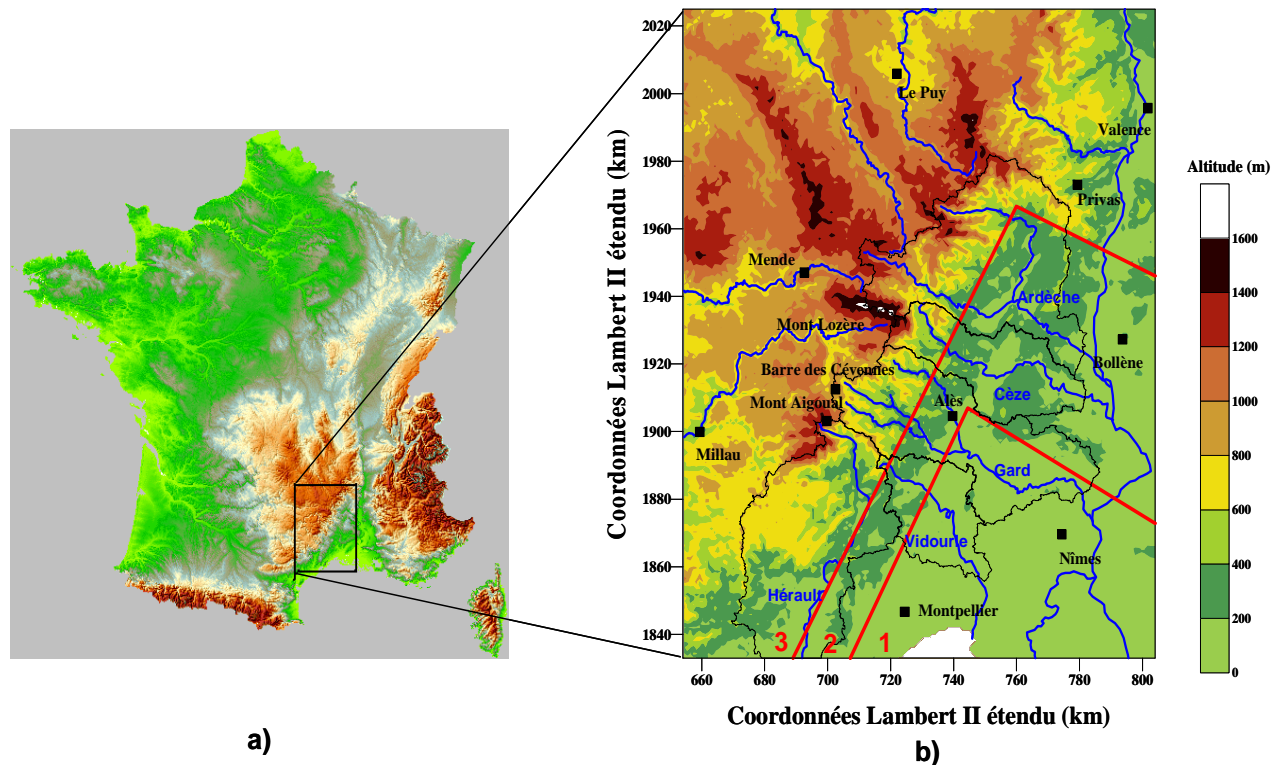 2020
2000
1980
1960
1940
1920
1900
1880
1860
1840
Coordonnées Lambert II étendu (km)
Le Puy
Valence
Privas
Mende
Ardèche
Mont Lozère
Bollène
Barre des Cévennes
Mont Aigoual
Alès
Cèze
Millau
Gard
Vidourle
Nîmes
Hérault
Montpellier
3
2
1
660
680
700
720
740
760
780
800
Coordonnées Lambert II étendu (km)
Altitude (m)
1600
1400
1200
1000
800
600
400
200
0
a)
b)